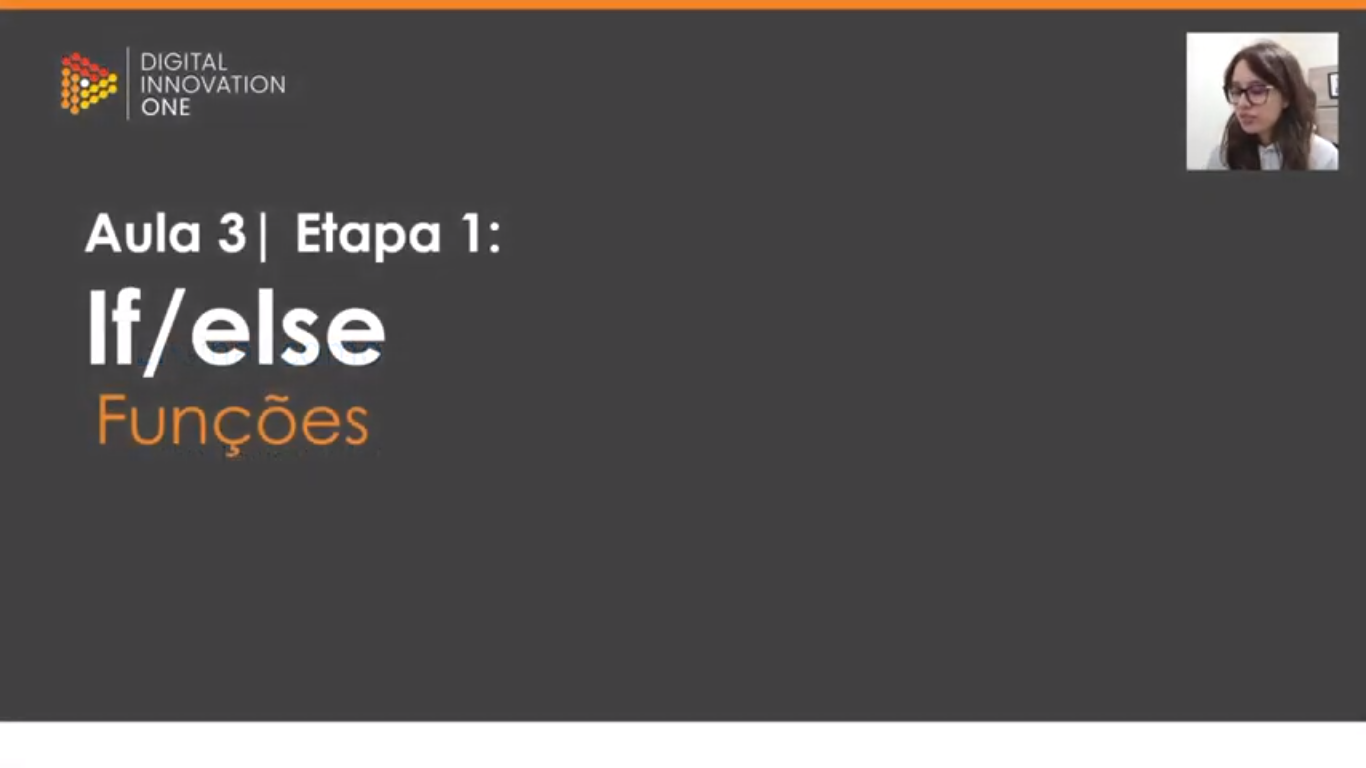 DIGITAL
INNOVATION
ONE
Aula 3| Etapa 1:
If/else
Funções